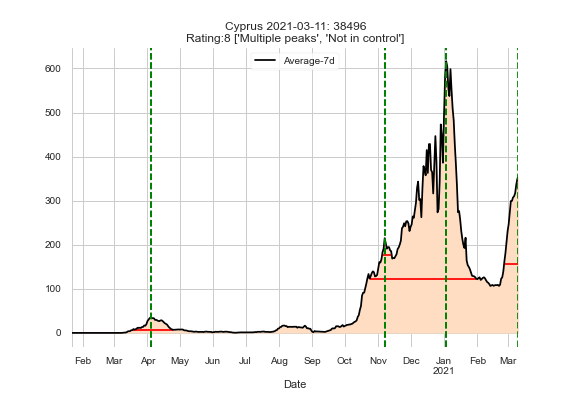 Cyprus 2021-03-11: 38496
Rating:8 ['Multiple peaks', 'Not in control']
Average-7d
600
500
400
300
200
100
0
Feb Mar Apr May Jun Jul Aug Sep Oct Nov Dec Jan Feb Mar
2021
Date